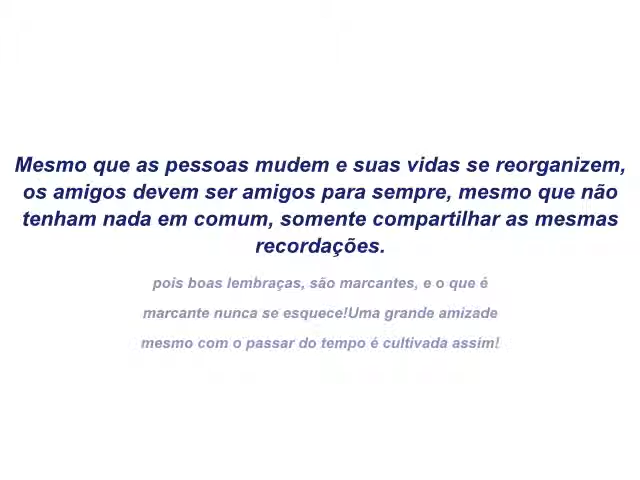 Mesmo que as pessoas mudem e suas vidas se reorganizem,
os amigos devem ser amigos para sempre, mesmo que não
tenham nada em comum, somente compartilhar as mesmas
recordações.
pois boas lembraças, são marcantes, e o que é
marcante nunca se esquece!Uma grande amizade
mesmo com o passar do tempo é cultivada assim!